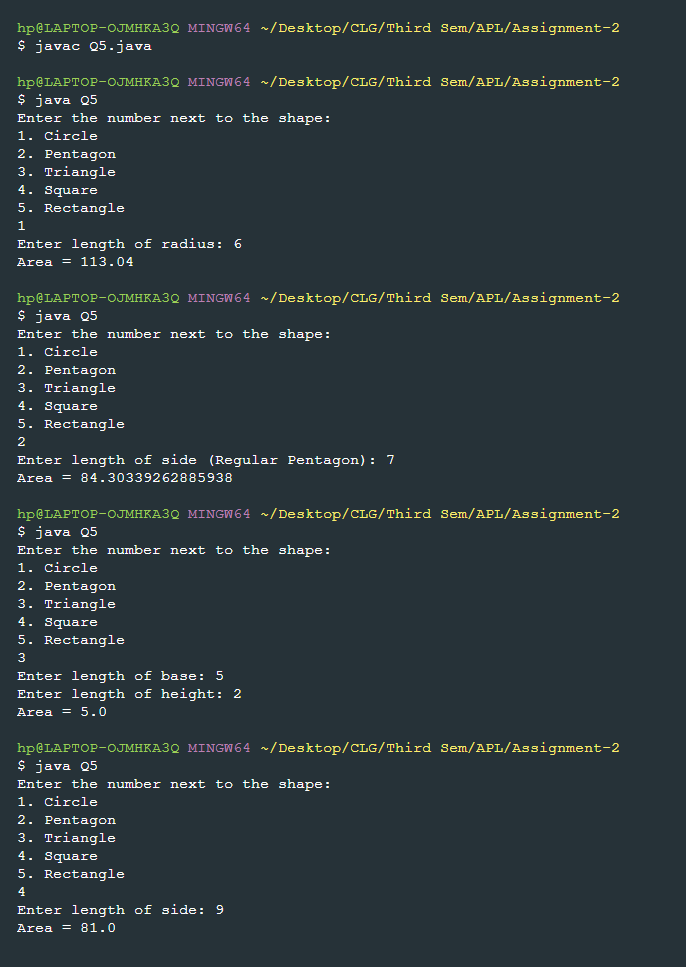 hp@LAPTOP-OJMHKA3Q MINGW64 ~/Desktop/CLG/Third Sem/APL/Assignment-2
$ javac Q5.java
hp@LAPTOP-OJMHKA3Q MINGW64 ~/Desktop/CLG/Third Sem/APL/Assignment-2
$ java Q5
Enter the number next to the shape:
1. Circle
2. Pentagon
3. Triangle
4. Square
5. Rectangle
1
Enter length of radius: 6
Area = 113.04
hp@LAPTOP-OJMHKA3Q MINGW64 ~/Desktop/CLG/Third Sem/APL/Assignment-2
$ java Q5
Enter the number next to the shape:
1. Circle
2. Pentagon
3. Triangle
4. Square
5. Rectangle
2
Enter length of side (Regular Pentagon): 7
Area = 84.30339262885938
hp@LAPTOP-OJMHKA3Q MINGW64 ~/Desktop/CLG/Third Sem/APL/Assignment-2
$ java Q5
Enter the number next to the shape:
1. Circle
2. Pentagon
3. Triangle
4. Square
5. Rectangle
3
Enter length of base: 5
Enter length of height: 2
Area = 5.0
hp@LAPTOP-OJMHKA3Q MINGW64 ~/Desktop/CLG/Third Sem/APL/Assignment-2
$ java Q5
Enter the number next to the shape:
1. Circle
2. Pentagon
3. Triangle
4. Square
5. Rectangle
4
Enter length of side: 9
Area = 81.0